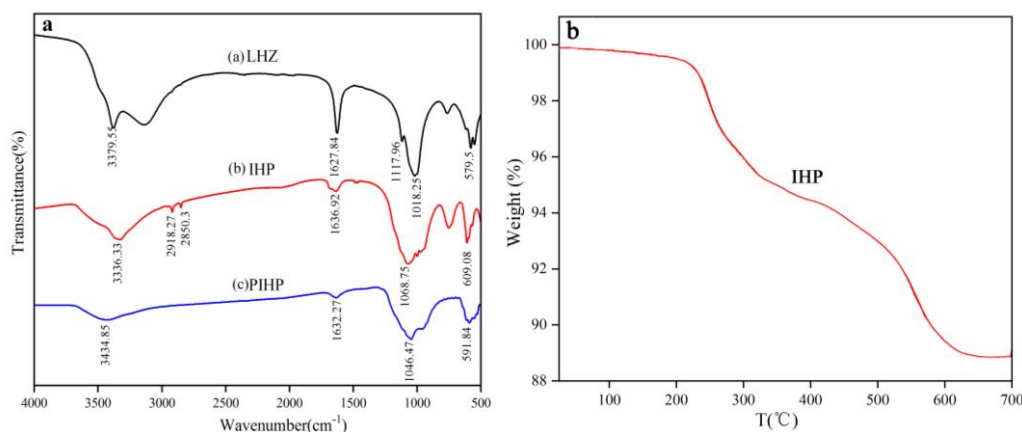 a
(a)LHZ
3379.55
1627.84
1117.96
1018.25
579.5
(b) IHP
3336.33
2918.27
2850.3
1636.92
1068.75
609.08
(c)PIHP
3434.85
1632.27
1046.47
591.84
Transmittance(%)
4000 3500 3000 2500 2000 1500 1000 500
Wavenumber(cm⁻¹)
b
100
98
96
94
92
90
88
IHP
Weight (%)
100 200 300 400 500 600 700
T(℃)